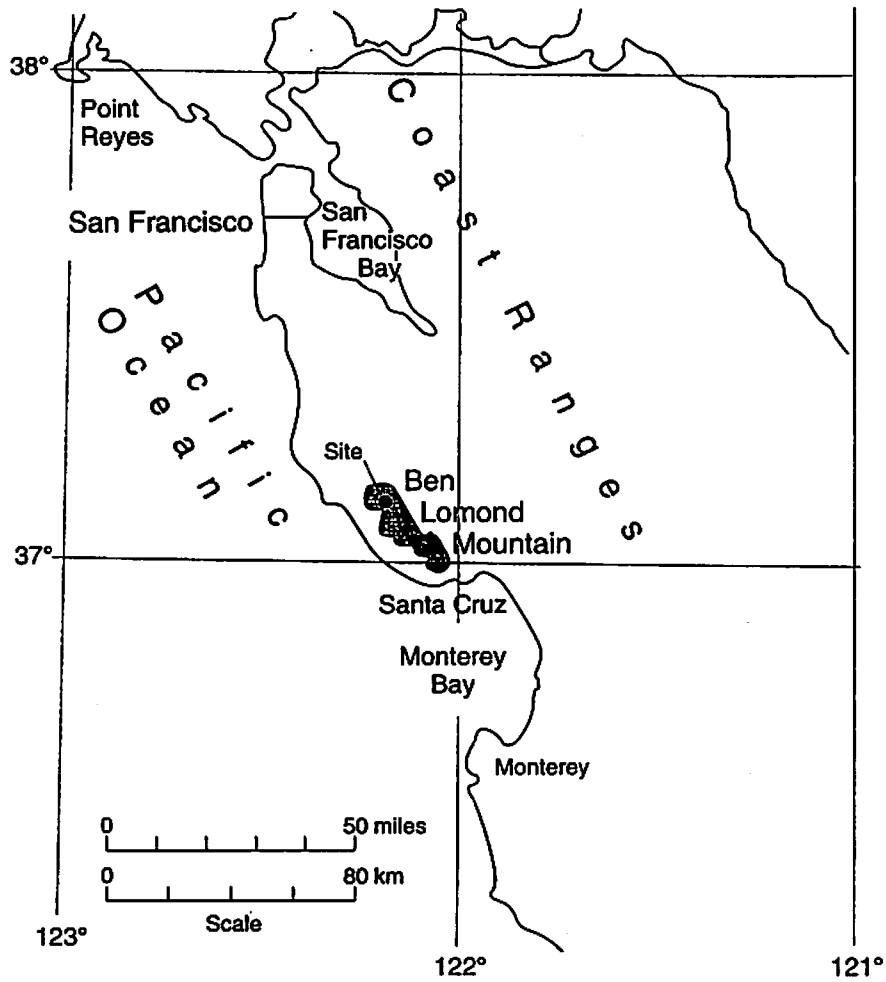 38°
Point
Reyes
Coast Ranges
San Francisco
San
Francisco
Bay
Pacific
Ocean
Site
Ben
Lomond
Mountain
37°
Santa Cruz
Monterey
Bay
Monterey
0 50 miles
0 80 km
Scale
123°
122°
121°